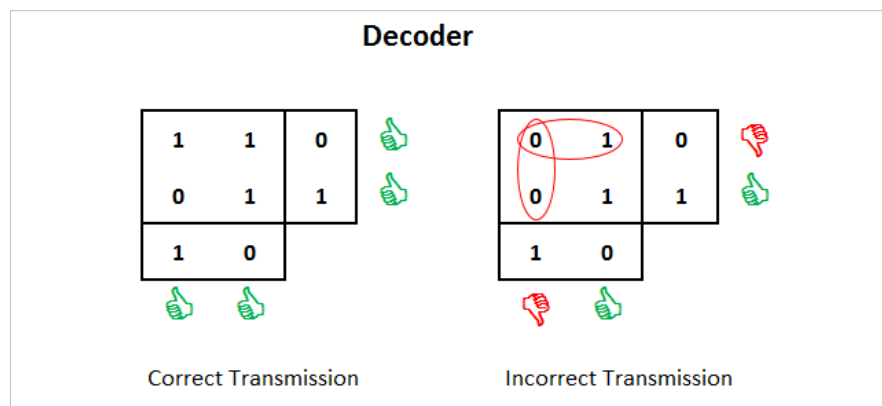 Decoder
1 1 0 0 1 0
0 1 1 0 1 1
1 0 1 0
Correct Transmission Incorrect Transmission